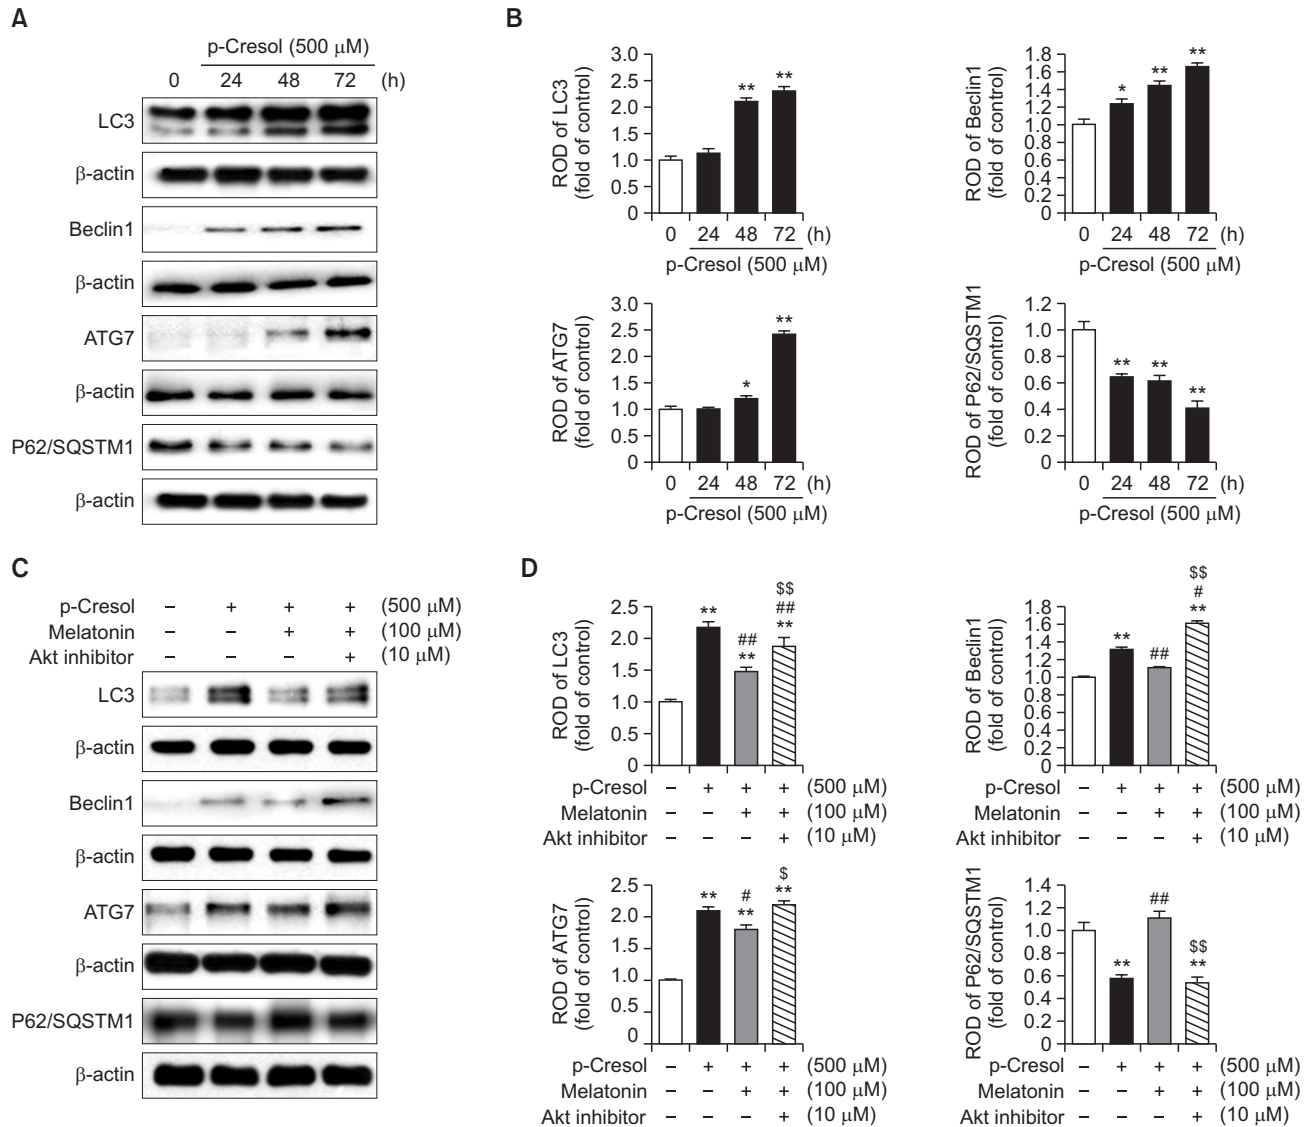 A
p-Cresol (500 μM)
0 24 48 72 (h)
LC3
β-actin
Beclin1
β-actin
ATG7
β-actin
P62/SQSTM1
β-actin
B
ROD of LC3
(fold of control)
3.0
2.5
2.0
1.5
1.0
0.5
0
** **
0 24 48 72 (h)
p-Cresol (500 μM)
ROD of Beclin1
(fold of control)
1.8
1.6
1.4
1.2
1.0
0.8
0.6
0.4
0.2
0
* ** **
0 24 48 72 (h)
p-Cresol (500 μM)
ROD of ATG7
(fold of control)
3.0
2.5
2.0
1.5
1.0
0.5
0
* **
0 24 48 72 (h)
p-Cresol (500 μM)
ROD of P62/SQSTM1
(fold of control)
1.2
1.0
0.8
0.6
0.4
0.2
0
** ** **
0 24 48 72 (h)
p-Cresol (500 μM)
C
p-Cresol − + + + (500 μM)
Melatonin − − + + (100 μM)
Akt inhibitor − − − + (10 μM)
LC3
β-actin
Beclin1
β-actin
ATG7
β-actin
P62/SQSTM1
β-actin
D
ROD of LC3
(fold of control)
2.5
2.0
1.5
1.0
0.5
0
**
##
**
$$
##
**
p-Cresol − + + + (500 μM)
Melatonin − − + + (100 μM)
Akt inhibitor − − − + (10 μM)
ROD of Beclin1
(fold of control)
1.8
1.6
1.4
1.2
1.0
0.8
0.6
0.4
0.2
0
**
##
$$
#
**
p-Cresol − + + + (500 μM)
Melatonin − − + + (100 μM)
Akt inhibitor − − − + (10 μM)
ROD of ATG7
(fold of control)
2.5
2.0
1.5
1.0
0.5
0
**
#
**
$
**
p-Cresol − + + + (500 μM)
Melatonin − − + + (100 μM)
Akt inhibitor − − − + (10 μM)
ROD of P62/SQSTM1
(fold of control)
1.4
1.2
1.0
0.8
0.6
0.4
0.2
0
**
##
$$
**
p-Cresol − + + + (500 μM)
Melatonin − − + + (100 μM)
Akt inhibitor − − − + (10 μM)